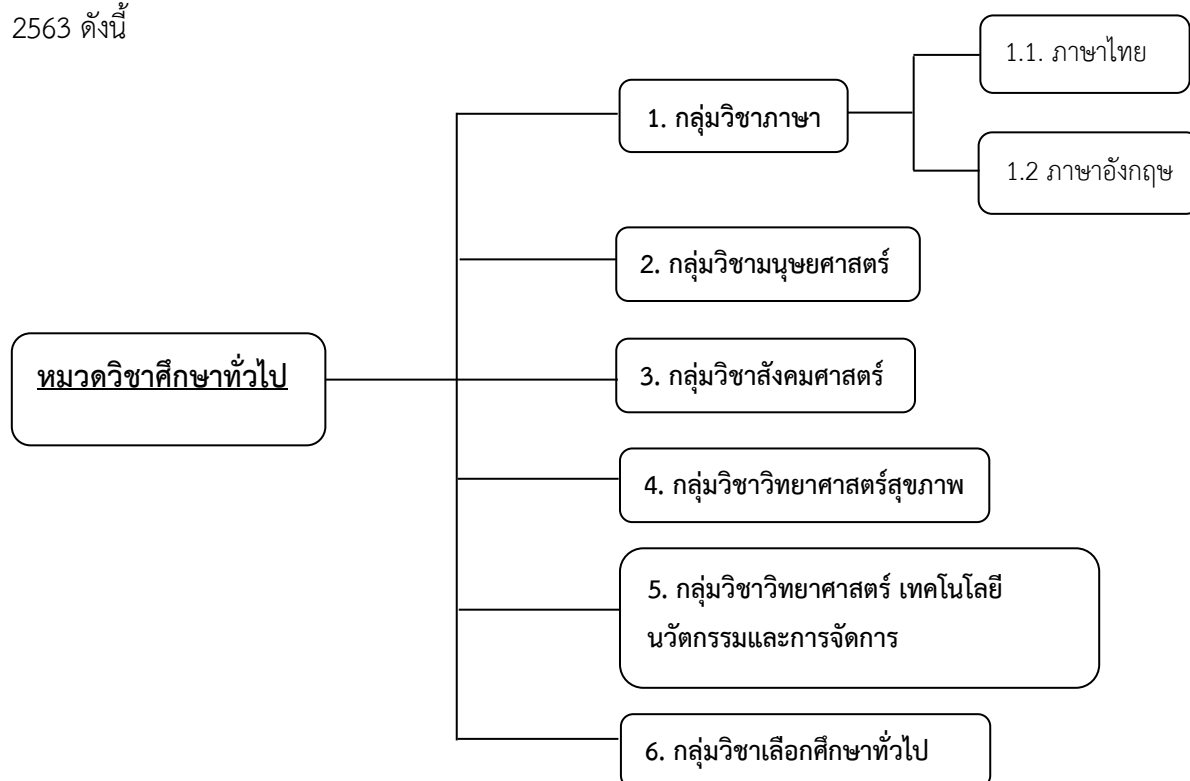 2563 ดังนี้
1.1. ภาษาไทย
1. กลุ่มวิชาภาษา
1.2 ภาษาอังกฤษ
2. กลุ่มวิชามนุษยศาสตร์
หมวดวิชาศึกษาทั่วไป
3. กลุ่มวิชาสังคมศาสตร์
4. กลุ่มวิชาวิทยาศาสตร์สุขภาพ
5. กลุ่มวิชาวิทยาศาสตร์ เทคโนโลยี
นวัตกรรมและการจัดการ
6. กลุ่มวิชาเลือกศึกษาทั่วไป